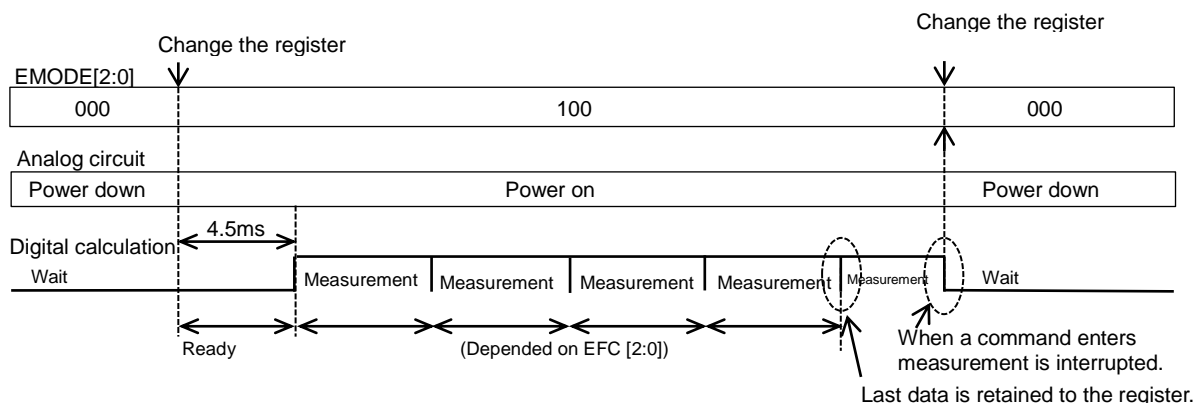 Change the register
Change the register
EMODE[2:0]
000
100
000
Analog circuit
Power down
Power on
Power down
4.5ms
Digital calculation
Wait
Measurement
Measurement
Measurement
Measurement
Measurement
Wait
Ready
(Depended on EFC [2:0])
When a command enters
measurement is interrupted.
Last data is retained to the register.